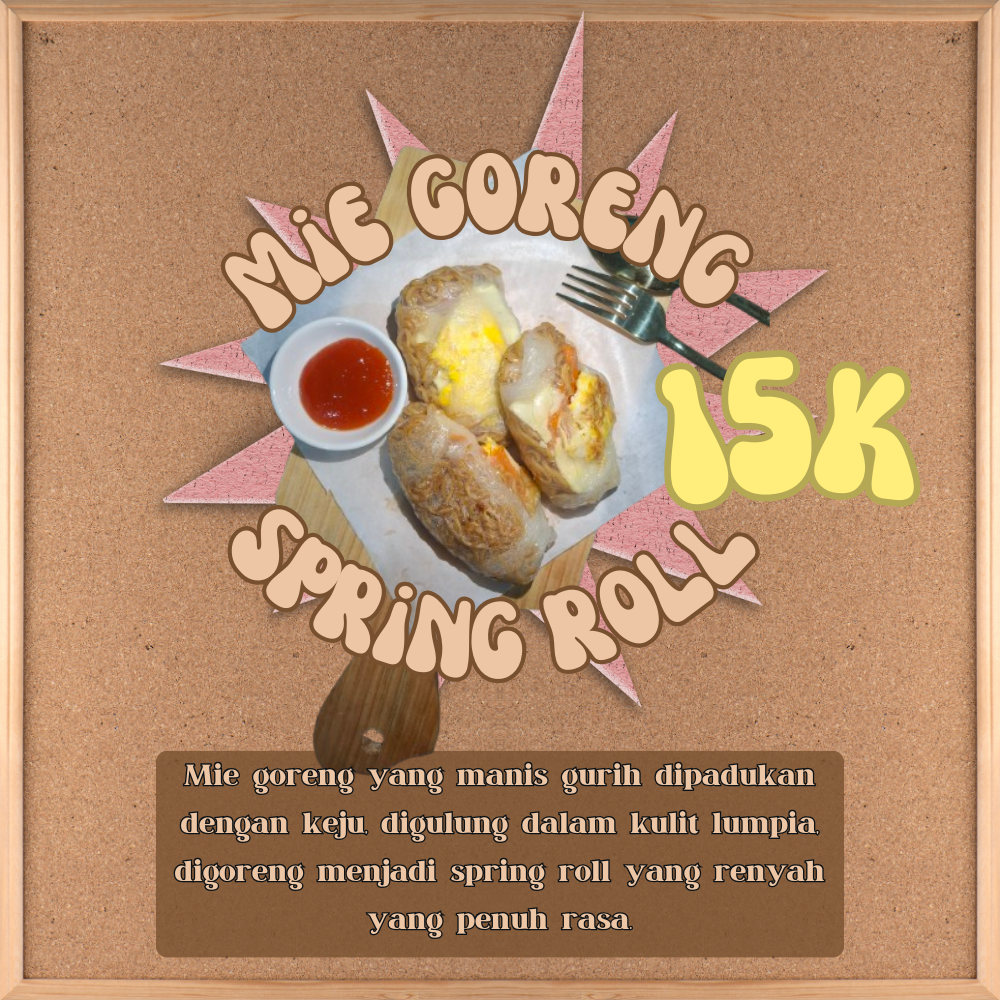 MiE GORENG
15K
SPRiNG ROLL
Mie goreng yang manis gurih dipadukan
dengan keju, digulung dalam kulit lumpia,
digoreng menjadi spring roll yang renyah
yang penuh rasa.